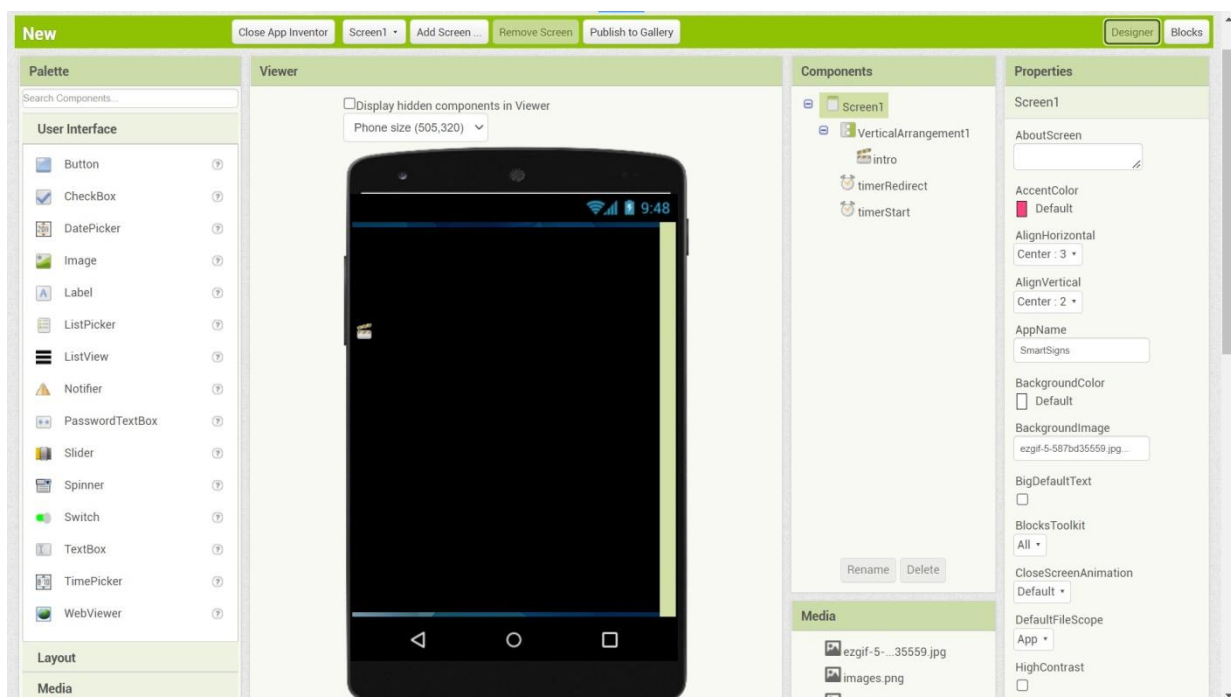 New
Close App Inventor
Screen1
Add Screen ...
Remove Screen
Publish to Gallery
Designer
Blocks
Palette
Search Components...
User Interface
Button
CheckBox
DatePicker
Image
Label
ListPicker
ListView
Notifier
PasswordTextBox
Slider
Spinner
Switch
TextBox
TimePicker
WebViewer
Layout
Media
Viewer
Display hidden components in Viewer
Phone size (505,320)
9:48
Components
Screen1
VerticalArrangement1
intro
timerRedirect
timerStart
Rename
Delete
Media
ezgif-5-...35559.jpg
images.png
Properties
Screen1
AboutScreen
AccentColor
Default
AlignHorizontal
Center : 3
AlignVertical
Center : 2
AppName
SmartSigns
BackgroundColor
Default
BackgroundImage
ezgif-5-587bd35559.jpg...
BigDefaultText
BlocksToolkit
All
CloseScreenAnimation
Default
DefaultFileScope
App
HighContrast